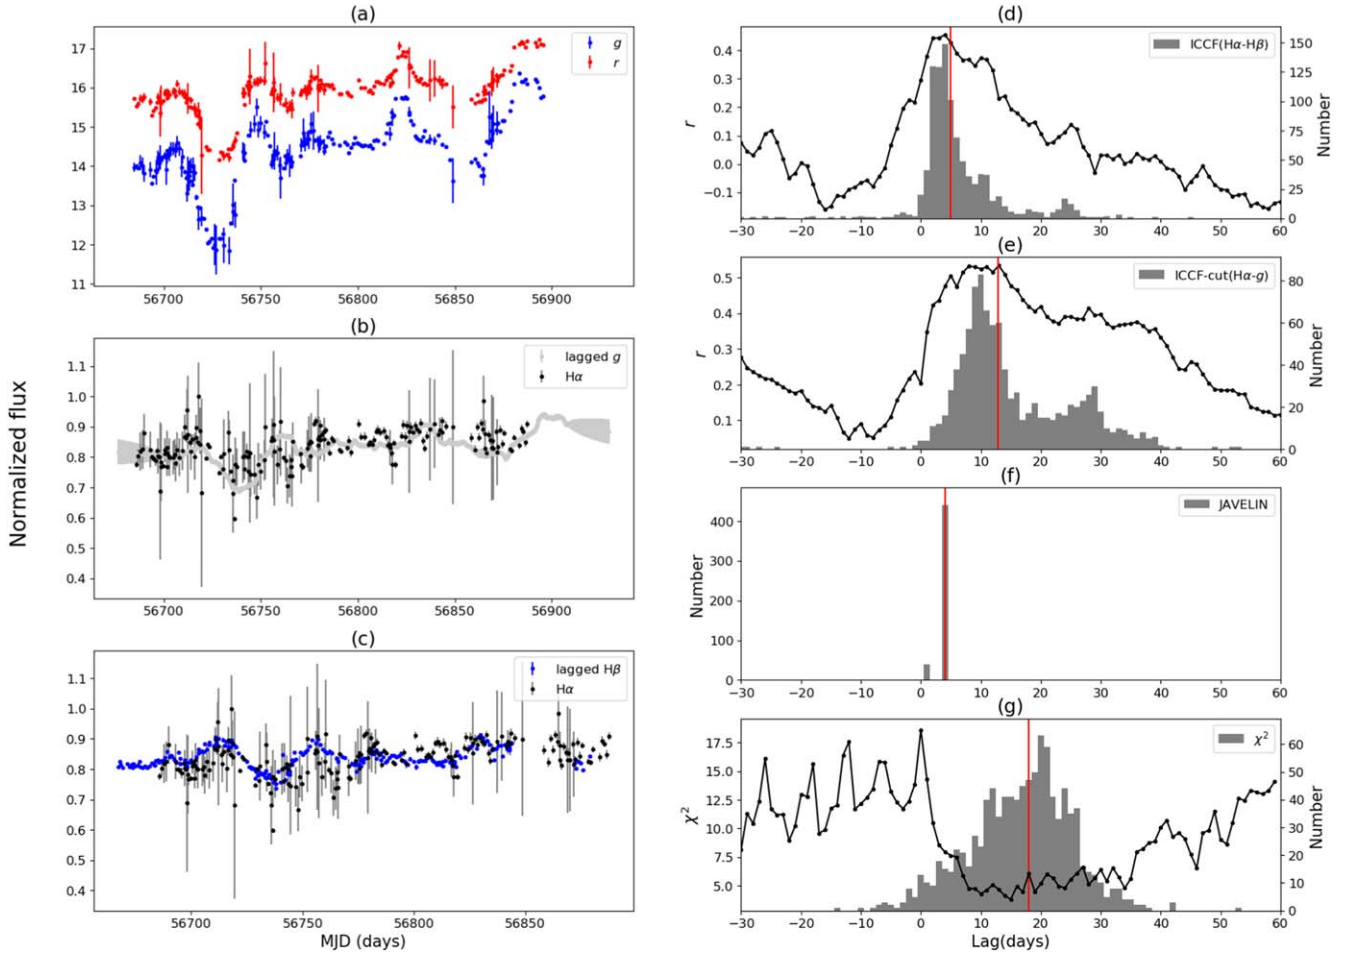 Normalized flux
(a)
g
r
17
16
15
14
13
12
11
56700
56750
56800
56850
56900
(b)
lagged g
Hα
1.1
1.0
0.9
0.8
0.7
0.6
0.5
0.4
56700
56750
56800
56850
56900
(c)
lagged Hβ
Hα
1.1
1.0
0.9
0.8
0.7
0.6
0.5
0.4
56700
56750
56800
56850
MJD (days)
(d)
ICCF(Hα-Hβ)
r
0.4
0.3
0.2
0.1
0.0
−0.1
150
125
100
75
50
25
0
Number
−30 −20 −10 0 10 20 30 40 50 60
(e)
ICCF-cut(Hα-g)
r
0.5
0.4
0.3
0.2
0.1
80
60
40
20
0
Number
−30 −20 −10 0 10 20 30 40 50 60
(f)
JAVELIN
Number
400
300
200
100
0
−30 −20 −10 0 10 20 30 40 50 60
(g)
χ²
χ²
17.5
15.0
12.5
10.0
7.5
5.0
60
50
40
30
20
10
0
Number
−30 −20 −10 0 10 20 30 40 50 60
Lag(days)